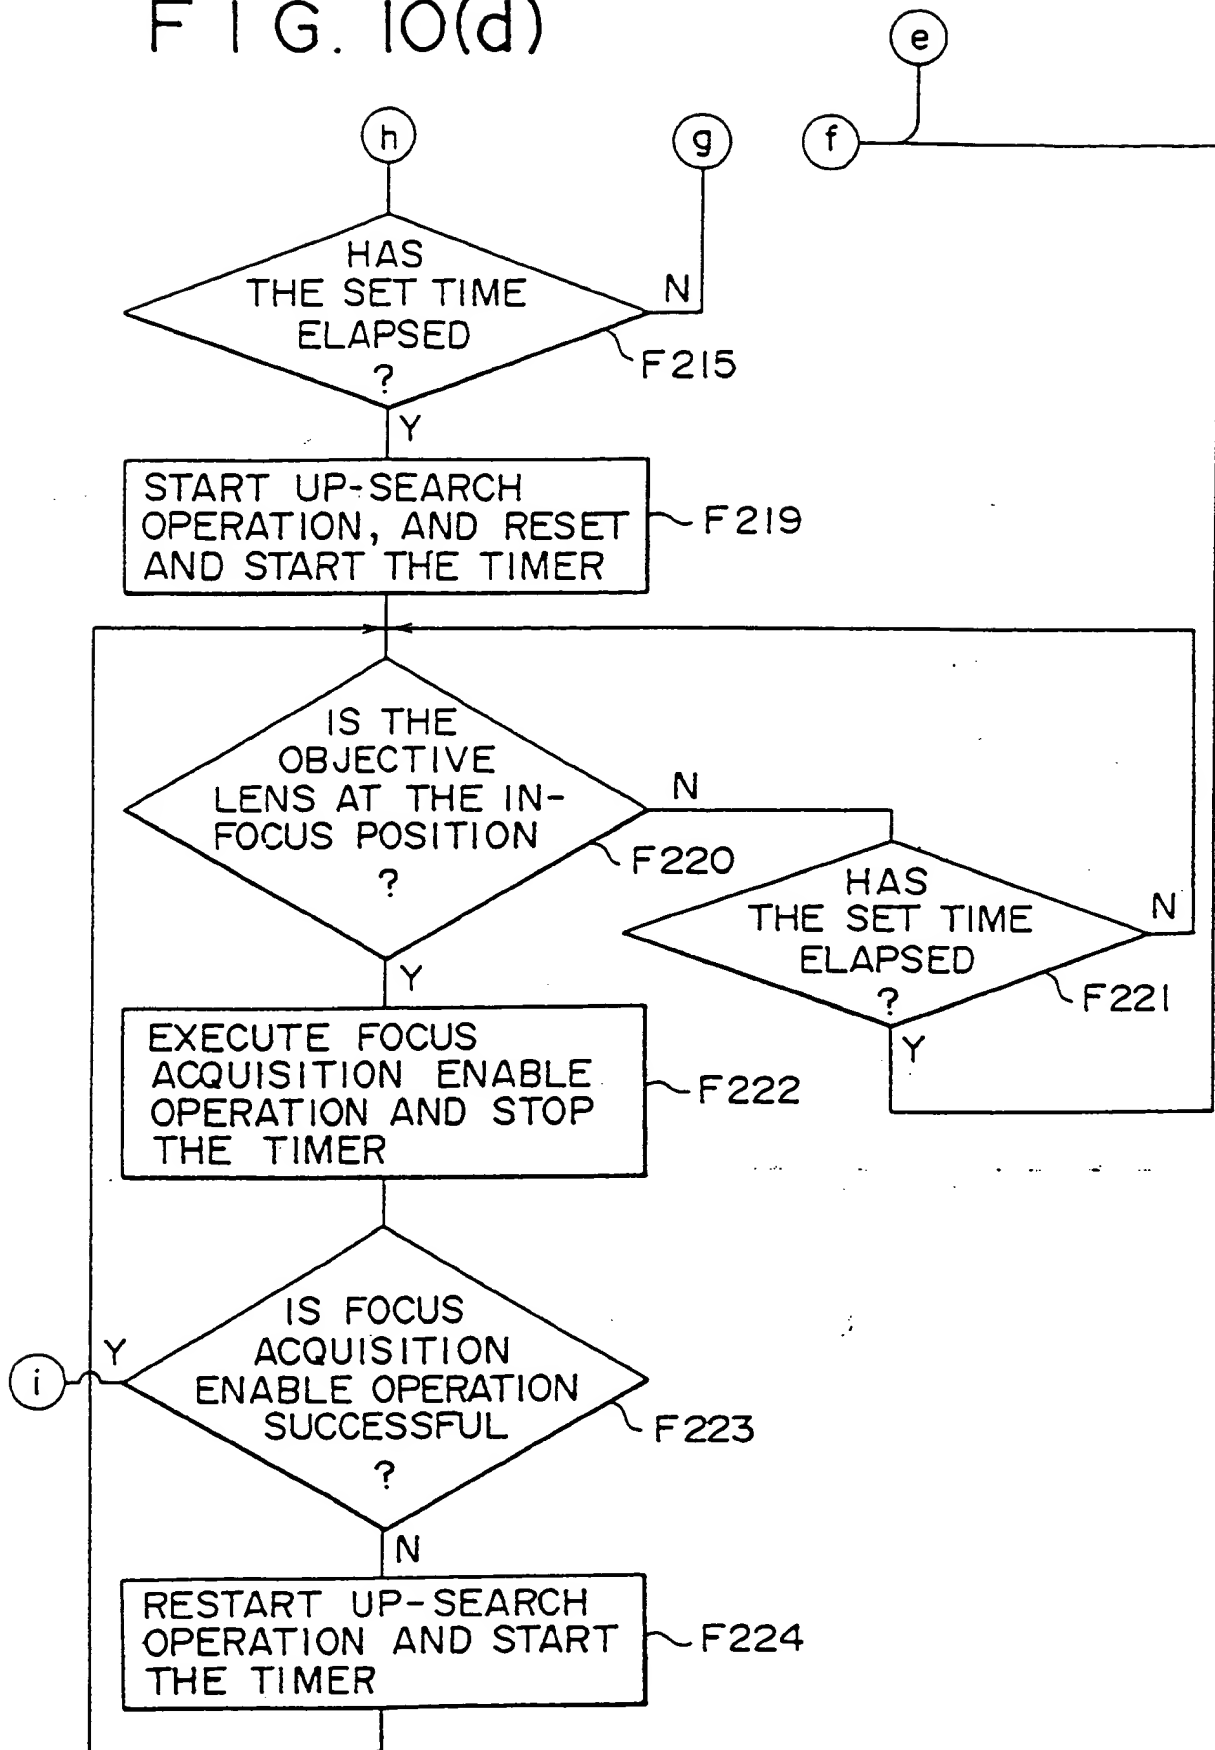 FIG. 10(d)
e
h
g
f
HAS
THE SET TIME
ELAPSED
?
N
F215
Y
START UP-SEARCH
OPERATION, AND RESET
AND START THE TIMER
F219
IS THE
OBJECTIVE
LENS AT THE IN-
FOCUS POSITION
?
N
F220
HAS
THE SET TIME
ELAPSED
?
N
F221
Y
Y
EXECUTE FOCUS
ACQUISITION ENABLE
OPERATION AND STOP
THE TIMER
F222
IS FOCUS
ACQUISITION
ENABLE OPERATION
SUCCESSFUL
?
Y
i
F223
N
RESTART UP-SEARCH
OPERATION AND START
THE TIMER
F224